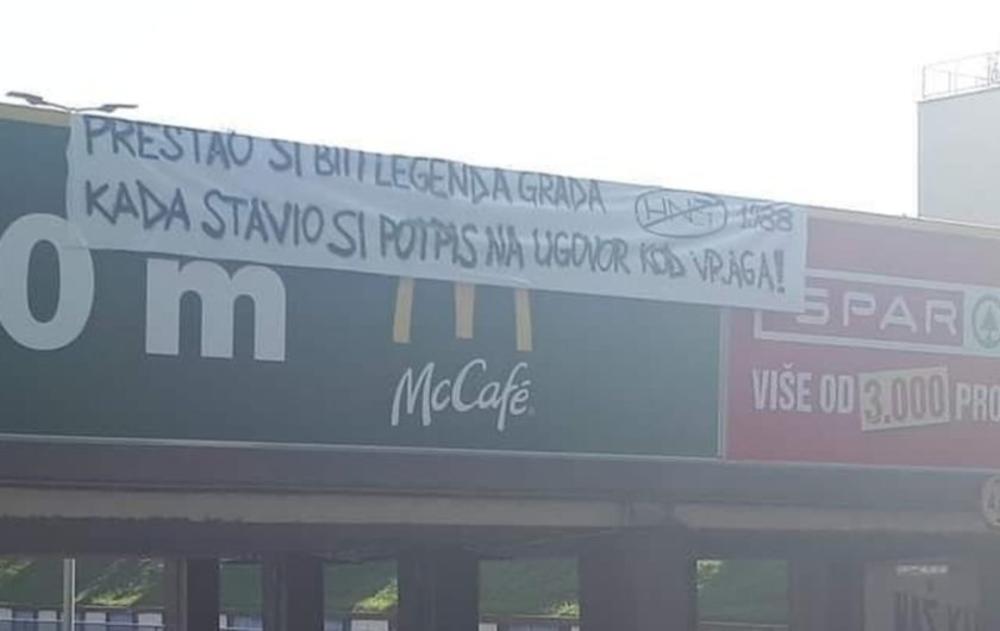 PRESTAO SI BITI LEGENDA GRADA HNS
KADA STAVIO SI POTPIS NA UGOVOR KOD VRAGA!
0 m
McCafé
SPAR
VIŠE OD 3.000 PRO